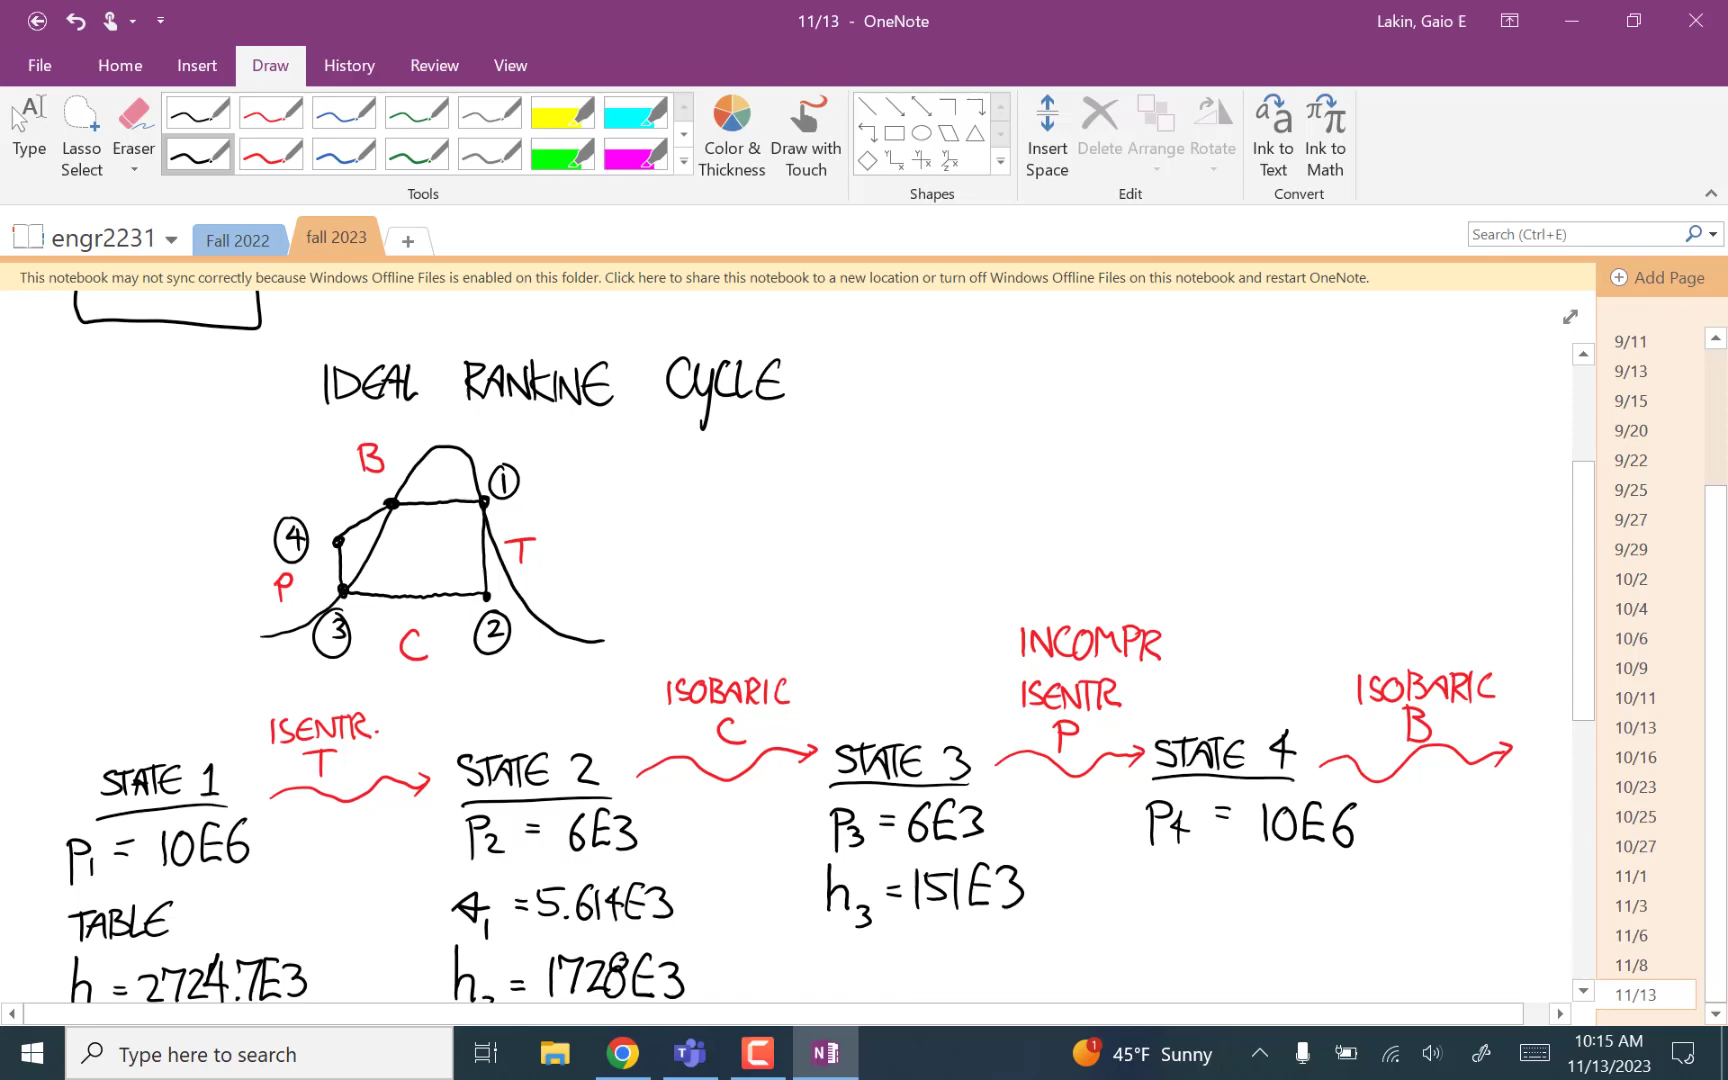 11/13 - OneNote
Lakin, Gaio E
File Home Insert Draw History Review View
Type
Lasso Select
Eraser
Color & Thickness
Draw with Touch
Insert Space
Delete
Arrange
Rotate
Ink to Text
Ink to Math
Tools
Shapes
Edit
Convert
engr2231
Fall 2022
fall 2023
Search (Ctrl+E)
This notebook may not sync correctly because Windows Offline Files is enabled on this folder. Click here to share this notebook to a new location or turn off Windows Offline Files on this notebook and restart OneNote.
Add Page
9/11
9/13
9/15
9/20
9/22
9/25
9/27
9/29
10/2
10/4
10/6
10/9
10/11
10/13
10/16
10/23
10/25
10/27
11/1
11/3
11/6
11/8
11/13
IDEAL RANKINE CYCLE
B
1
4
T
P
3
C
2
ISENTR.
T
ISOBARIC
C
INCOMPR
ISENTR
P
ISOBARIC
B
STATE 1
P1 = 10E6
TABLE
h = 2724.7E3
STATE 2
P2 = 6E3
= 5.614E3
h2 = 1728E3
STATE 3
P3 = 6E3
h3 = 151E3
STATE 4
P4 = 10E6
Type here to search
1
45°F Sunny
10:15 AM
11/13/2023